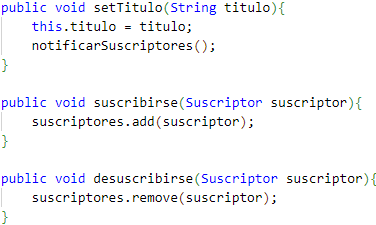 public void setTitulo(String titulo){
    this.titulo = titulo;
    notificarSuscriptores();
}

public void suscribirse(Suscriptor suscriptor){
    suscriptores.add(suscriptor);
}

public void desuscribirse(Suscriptor suscriptor){
    suscriptores.remove(suscriptor);
}